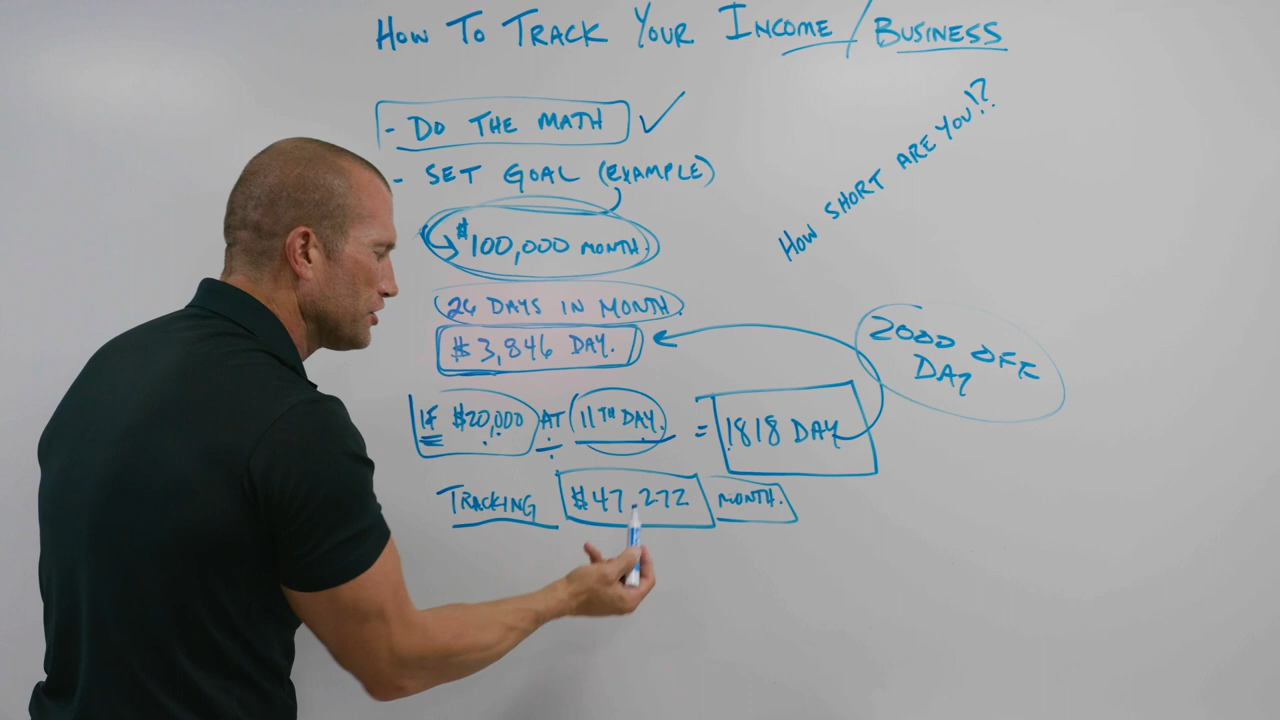 HOW TO TRACK YOUR INCOME / BUSINESS
HOW SHORT ARE YOU!?
- DO THE MATH ✓
- SET GOAL (EXAMPLE)
$100,000 MONTH.
26 DAYS IN MONTH.
$3,846 DAY.
2000 OFF
DAY
IF $20,000 AT 11TH DAY. = 1818 DAY
÷
TRACKING $47,272 MONTH.